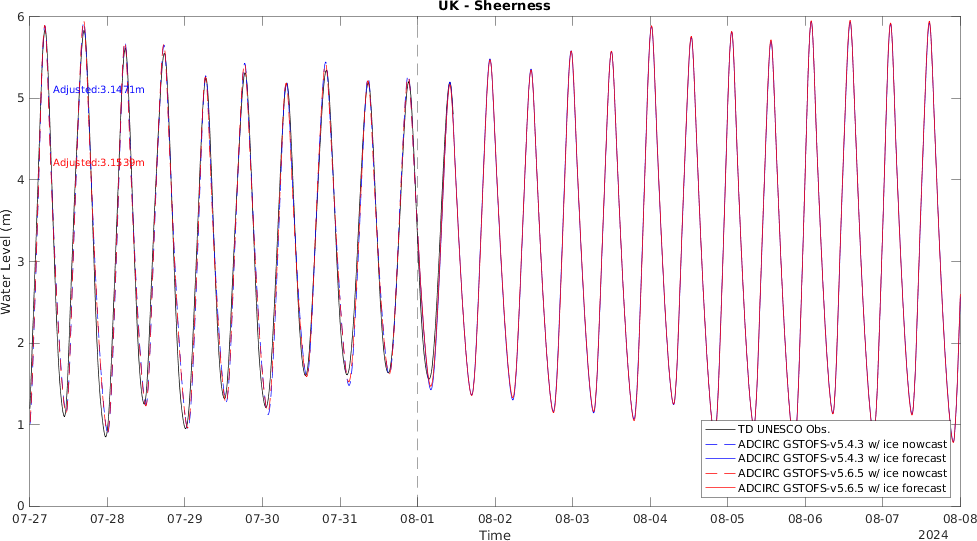 UK - Sheerness
6
5
4
3
2
1
0
Water Level (m)
Adjusted:3.1471m
Adjusted:3.1539m
TD UNESCO Obs.
ADCIRC GSTOFS-v5.4.3 w/ ice nowcast
ADCIRC GSTOFS-v5.4.3 w/ ice forecast
ADCIRC GSTOFS-v5.6.5 w/ ice nowcast
ADCIRC GSTOFS-v5.6.5 w/ ice forecast
07-27 07-28 07-29 07-30 07-31 08-01 08-02 08-03 08-04 08-05 08-06 08-07 08-08
Time
2024